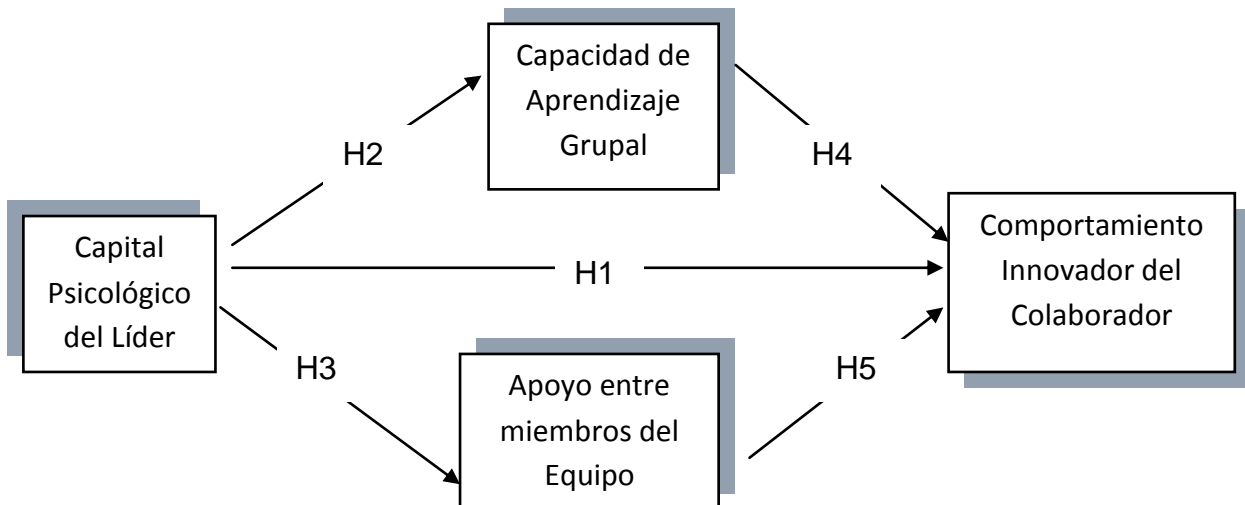 Capacidad de
Aprendizaje
Grupal
H2
H4
Capital
Psicológico
del Líder
H1
Comportamiento
Innovador del
Colaborador
H3
H5
Apoyo entre
miembros del
Equipo